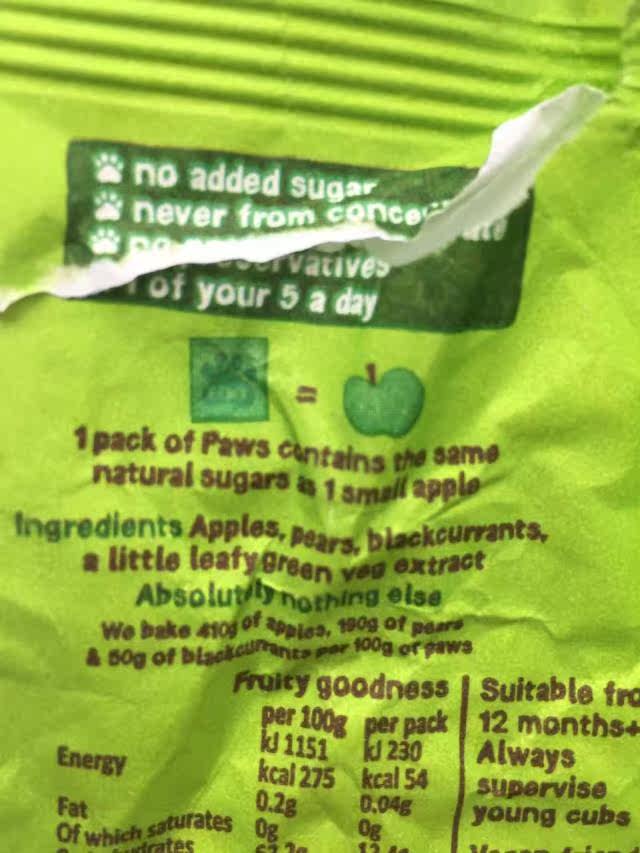 no added sugar
never from
vatives
of your 5 a day
=
1 pack of Paws contains the same
natural sugars as 1 small apple
Ingredients Apples, pears, blackcurrants,
a little leafy green veg extract
Absolutely nothing else
We bake 410g of apples, 190g of pears
& 50g of blackcurrants per 100g of paws
Fruity goodness
per 100g per pack
Energy kJ 1151 kJ 230
kcal 275 kcal 54
Fat 0.2g 0.04g
Of which saturates 0g 0g
Suitable fro
12 months+
Always
supervise
young cubs